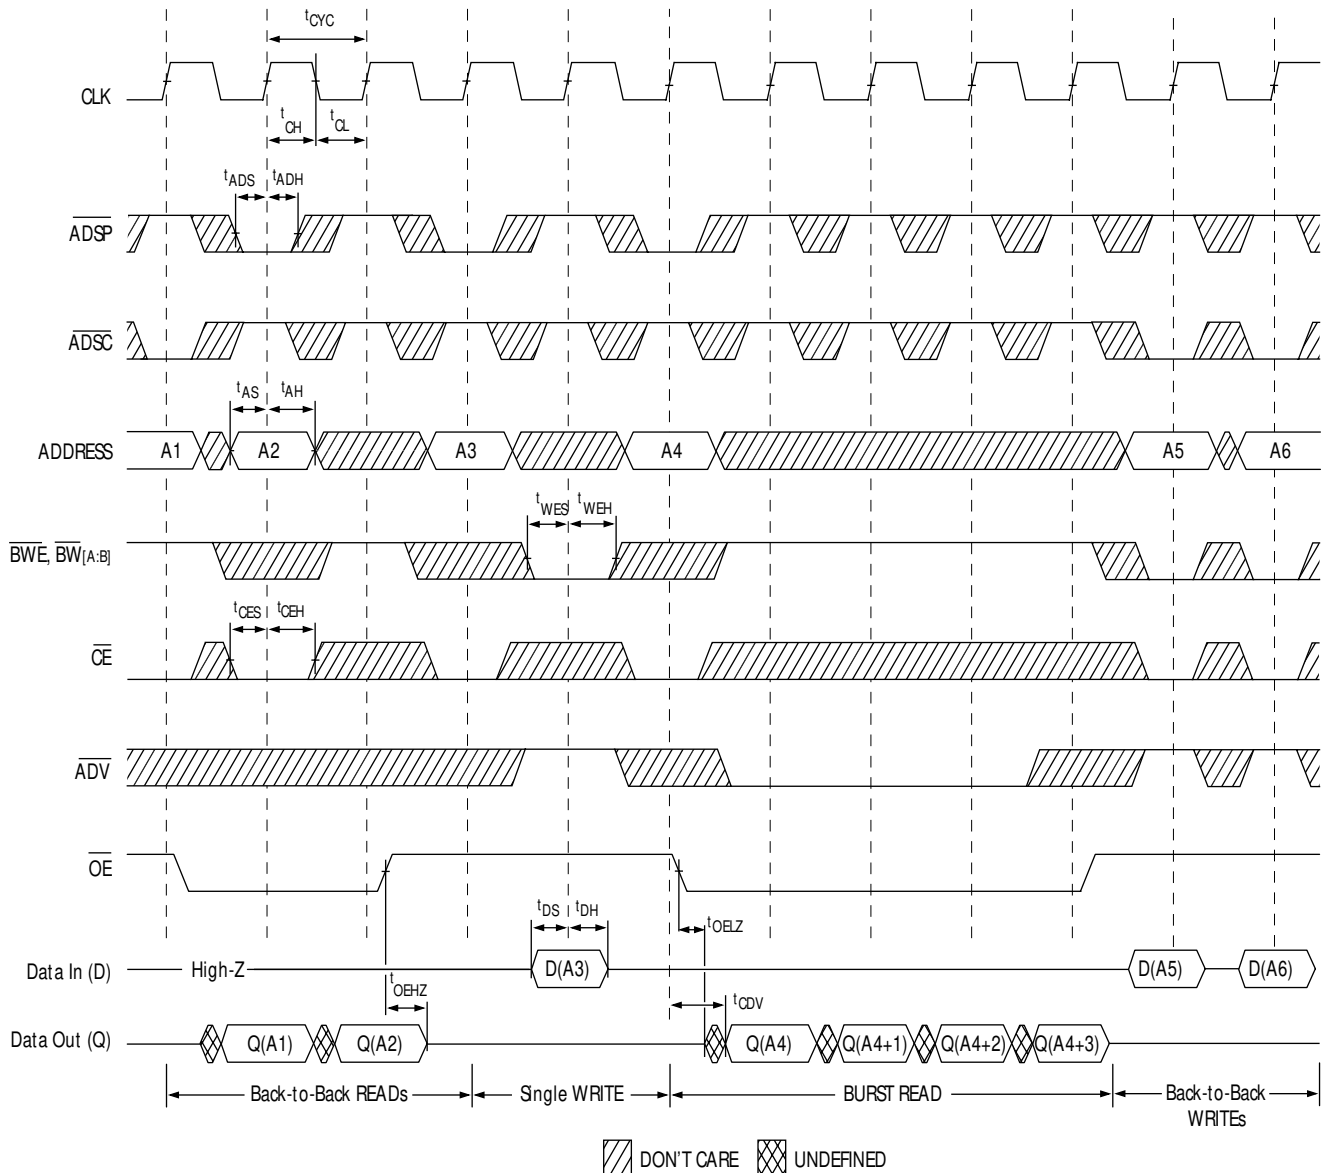 tCYC
CLK
tCH tCL
tADS tADH
ADSP
ADSC
tAS tAH
ADDRESS A1 A2 A3 A4 A5 A6
tWES tWEH
BWE, BW[A:B]
tCES tCEH
CE
ADV
OE
tDS tDH
tOELZ
Data In (D) High-Z D(A3) D(A5) D(A6)
tOEHZ
tCDV
Data Out (Q) Q(A1) Q(A2) Q(A4) Q(A4+1) Q(A4+2) Q(A4+3)
Back-to-Back READs Single WRITE BURST READ Back-to-Back
WRITEs
DON'T CARE UNDEFINED